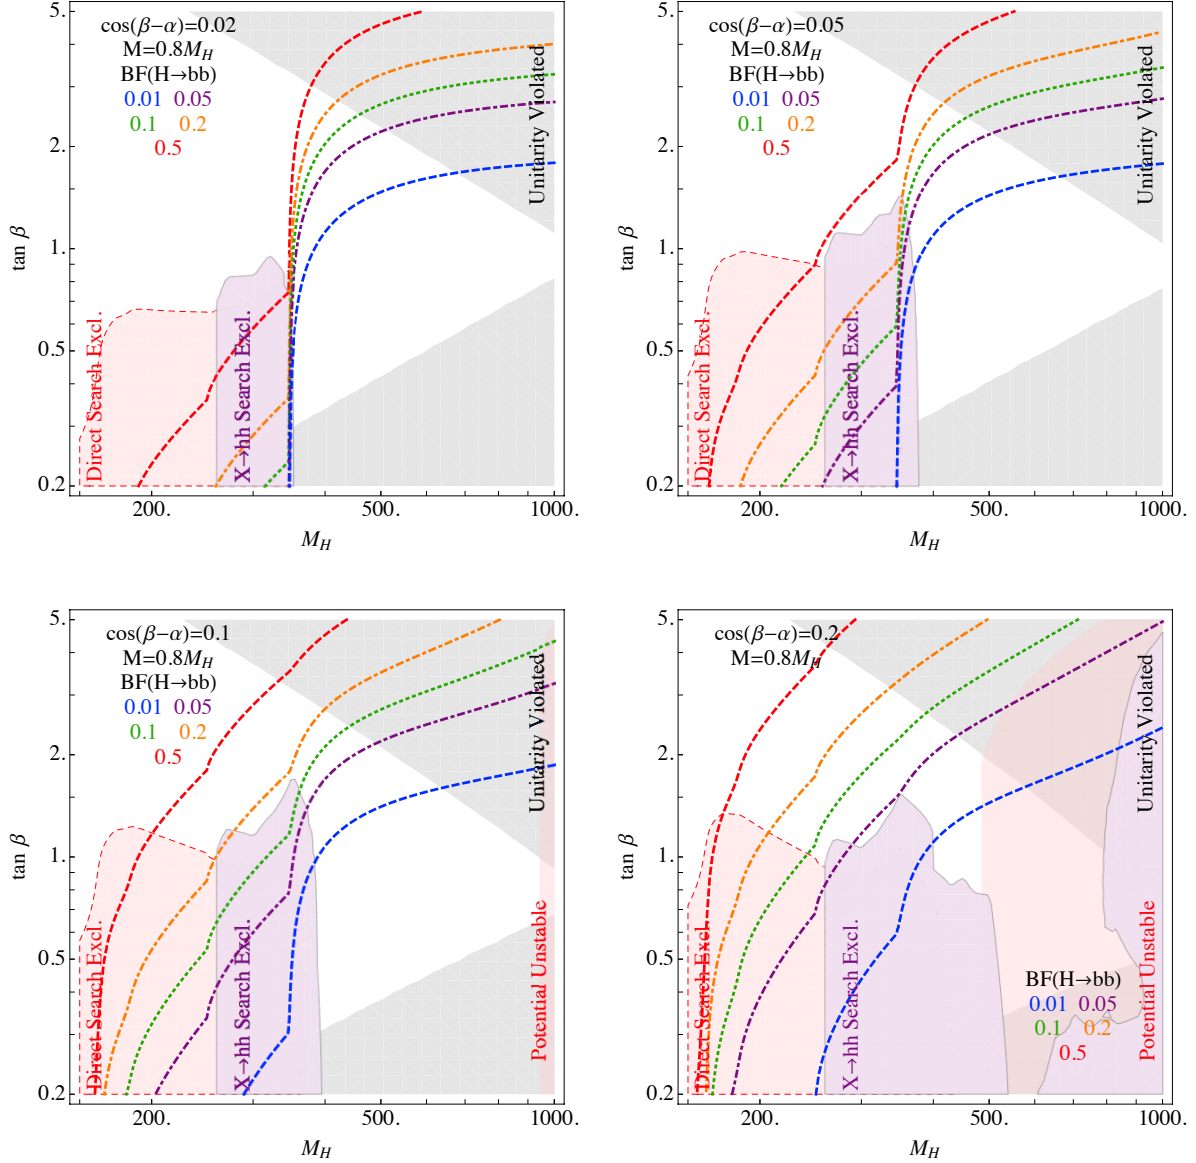 cos(β−α)=0.02
M=0.8M_H
BF(H→bb)
0.01 0.05
0.1 0.2
0.5
Unitarity Violated
Direct Search Excl.
X→hh Search Excl.
tan β
5.
2.
1.
0.5
0.2
200. 500. 1000.
M_H
cos(β−α)=0.05
M=0.8M_H
BF(H→bb)
0.01 0.05
0.1 0.2
0.5
Unitarity Violated
Direct Search Excl.
X→hh Search Excl.
tan β
5.
2.
1.
0.5
0.2
200. 500. 1000.
M_H
cos(β−α)=0.1
M=0.8M_H
BF(H→bb)
0.01 0.05
0.1 0.2
0.5
Unitarity Violated
Direct Search Excl.
X→hh Search Excl.
Potential Unstable
tan β
5.
2.
1.
0.5
0.2
200. 500. 1000.
M_H
cos(β−α)=0.2
M=0.8M_H
Unitarity Violated
Direct Search Excl.
X→hh Search Excl.
Potential Unstable
BF(H→bb)
0.01 0.05
0.1 0.2
0.5
tan β
5.
2.
1.
0.5
0.2
200. 500. 1000.
M_H